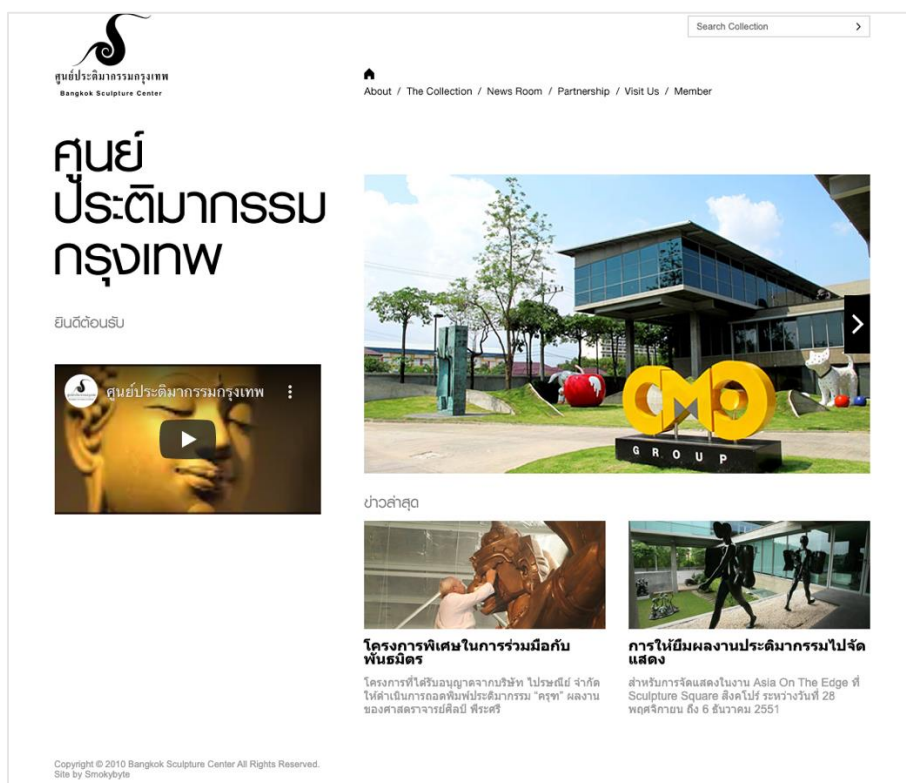 ศูนย์ประติมากรรมกรุงเทพ
Bangkok Sculpture Center
Search Collection
About / The Collection / News Room / Partnership / Visit Us / Member
ศูนย์
ประติมากรรม
กรุงเทพ
ยินดีต้อนรับ
ศูนย์ประติมากรรมกรุงเทพ
CMO
GROUP
ข่าวล่าสุด
โครงการพิเศษในการร่วมมือกับ
พันธมิตร
โครงการที่ได้รับอนุญาตจากบริษัท ไปรษณีย์ จำกัด
ให้ดำเนินการถอดพิมพ์ประติมากรรม "ครุฑ" ผลงาน
ของศาสตราจารย์ศิลป์ พีระศรี
การให้ยืมผลงานประติมากรรมไปจัด
แสดง
สำหรับการจัดแสดงในงาน Asia On The Edge ที่
Sculpture Square สิงคโปร์ ระหว่างวันที่ 28
พฤศจิกายน ถึง 6 ธันวาคม 2551
Copyright © 2010 Bangkok Sculpture Center All Rights Reserved.
Site by Smokybyte